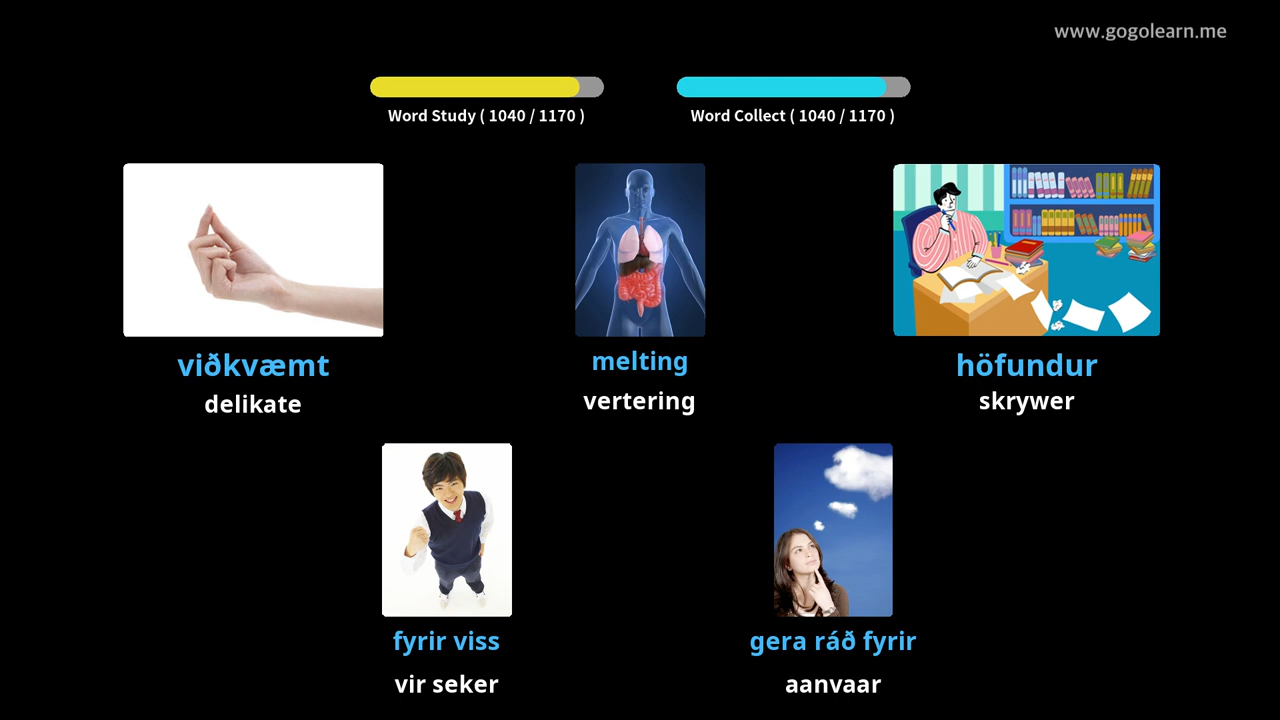 www.gogolearn.me
Word Study ( 1040 / 1170 )
Word Collect ( 1040 / 1170 )
viðkvæmt
delikate
melting
vertering
höfundur
skrywer
fyrir viss
vir seker
gera ráð fyrir
aanvaar